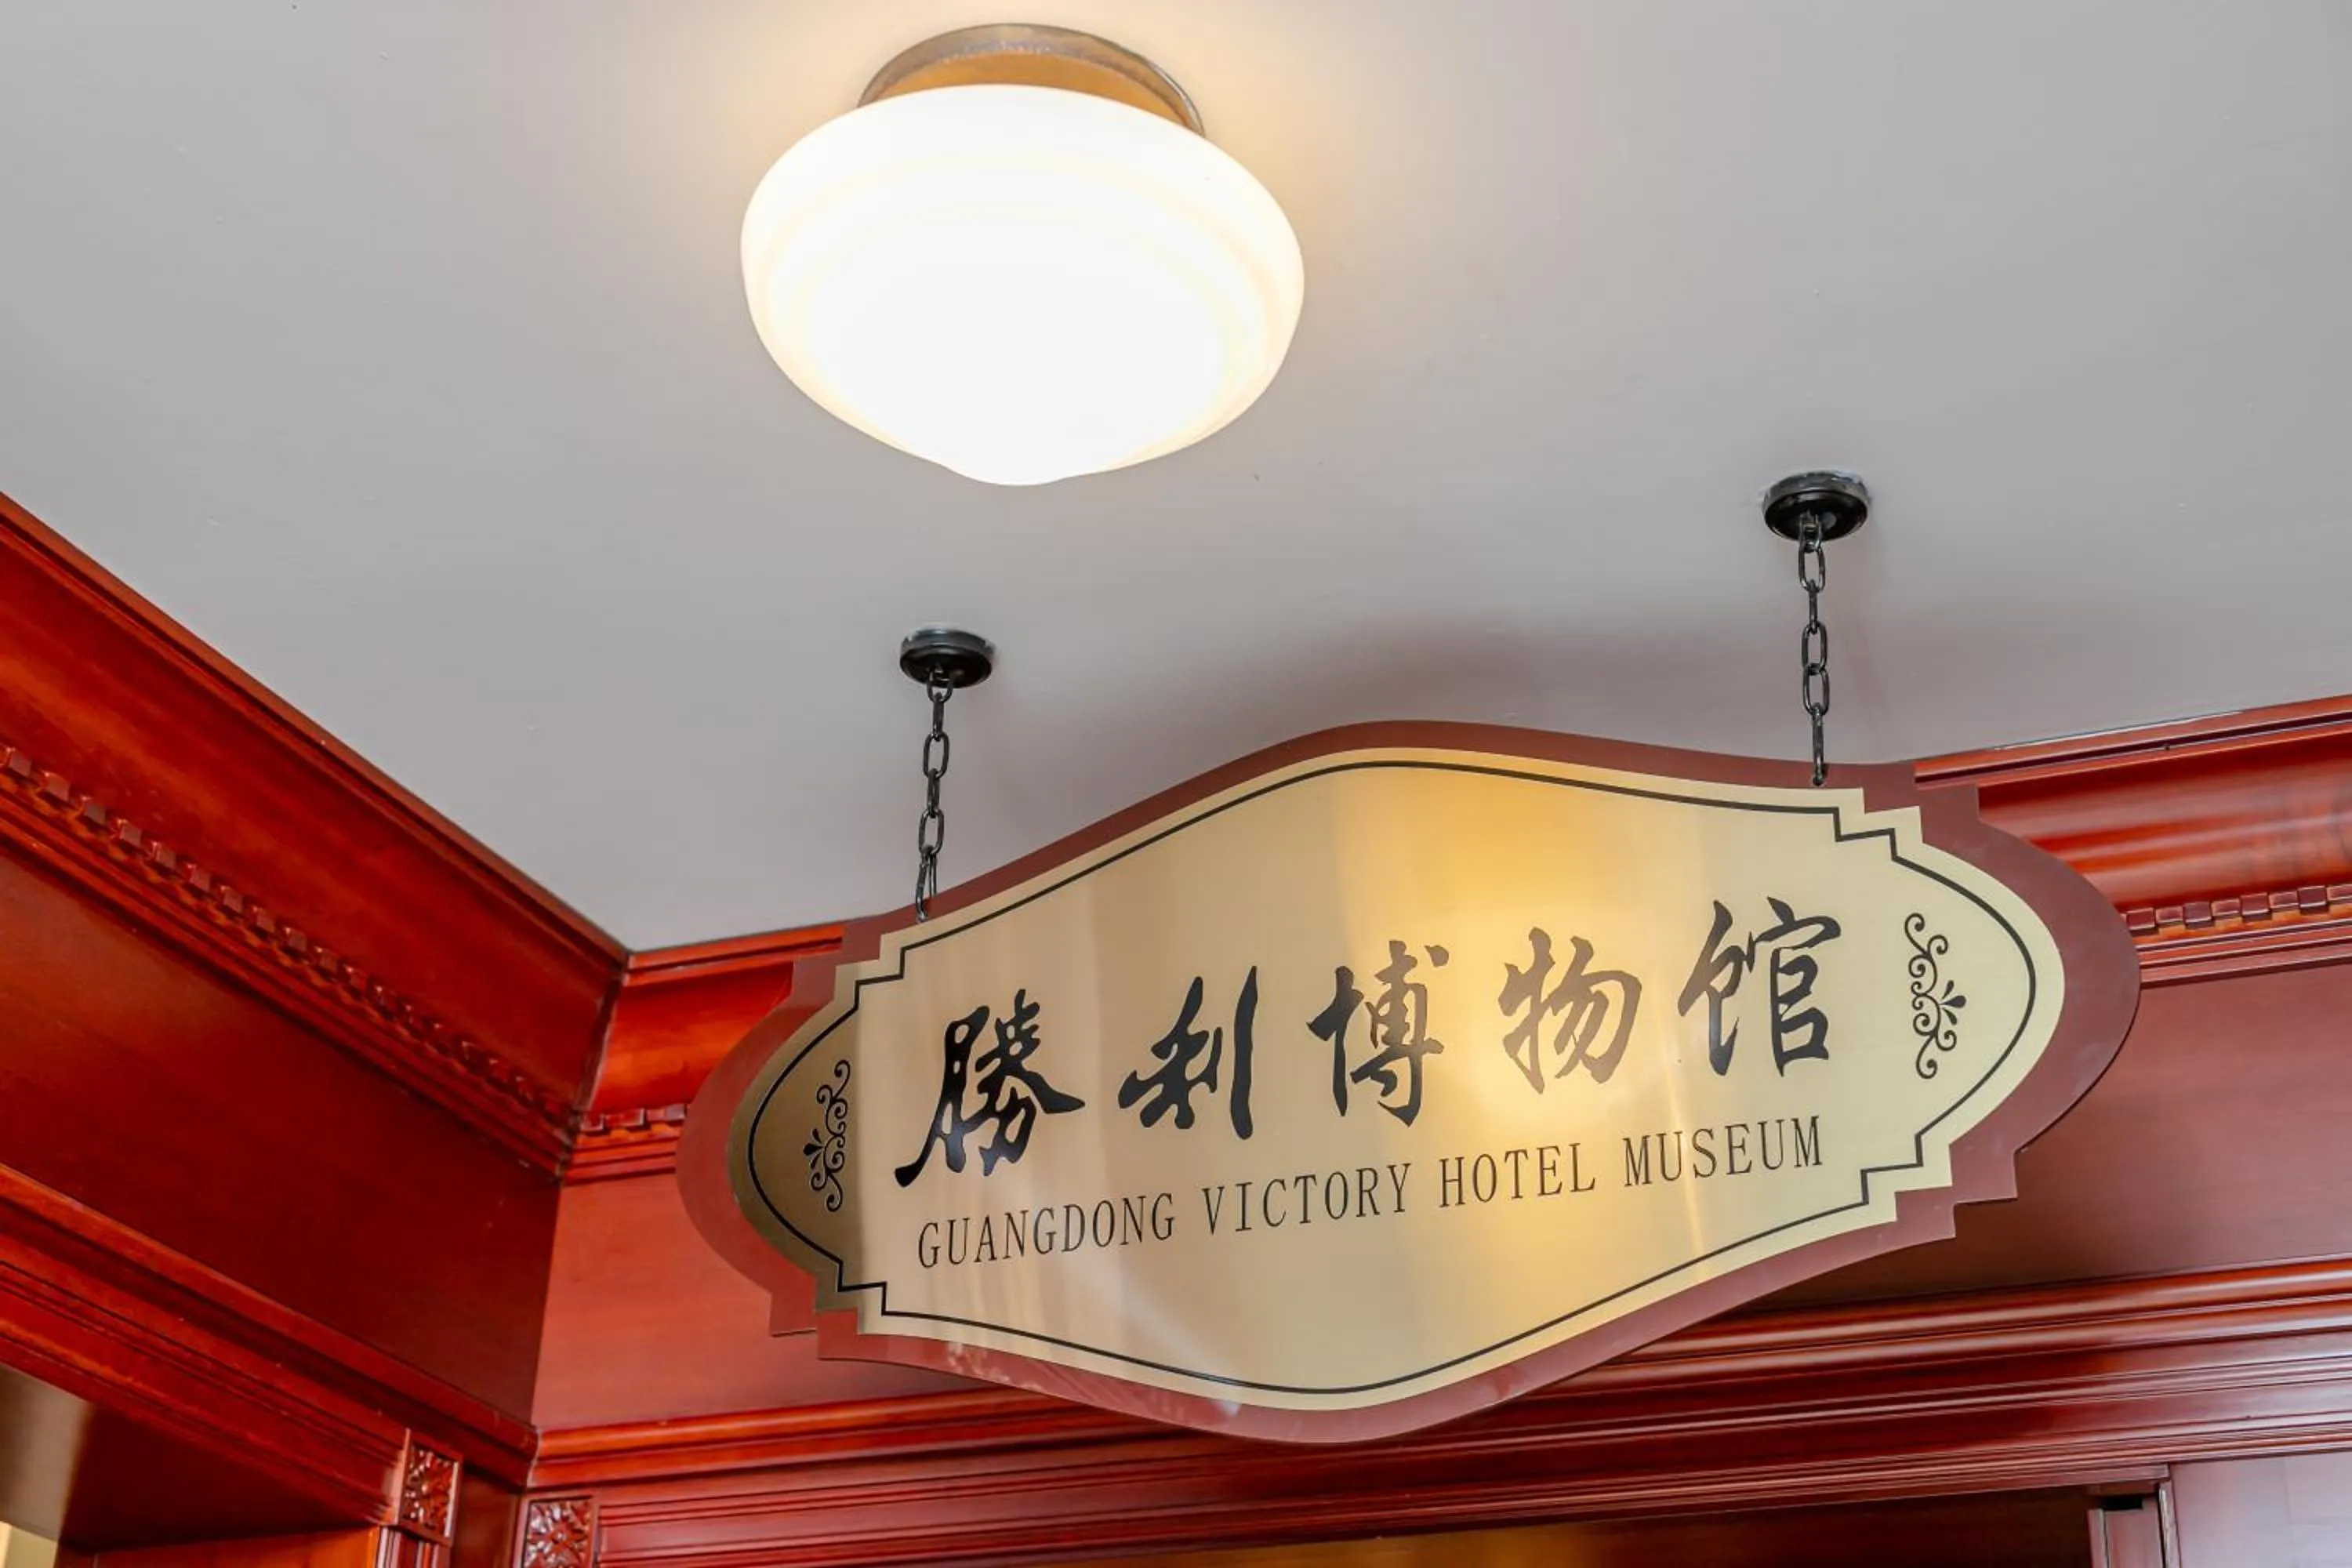 勝利博物馆
GUANGDONG VICTORY HOTEL MUSEUM